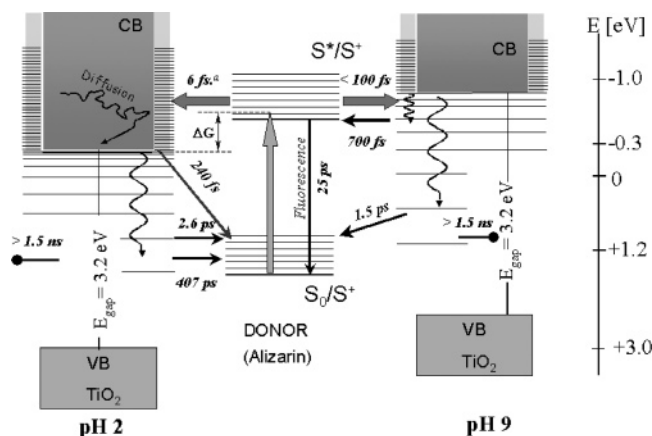 CB
S*/S⁺
CB
E [eV]
6 fs.ᵃ
< 100 fs
Diffusion
-1.0
ΔG
700 fs
Fluorescence
25 ps
240 fs
-0.3
0
1.5 ps
2.6 ps
> 1.5 ns
> 1.5 ns
+1.2
407 ps
E_gap = 3.2 eV
E_gap = 3.2 eV
S₀/S⁺
DONOR
(Alizarin)
VB
TiO₂
VB
TiO₂
+3.0
pH 2
pH 9